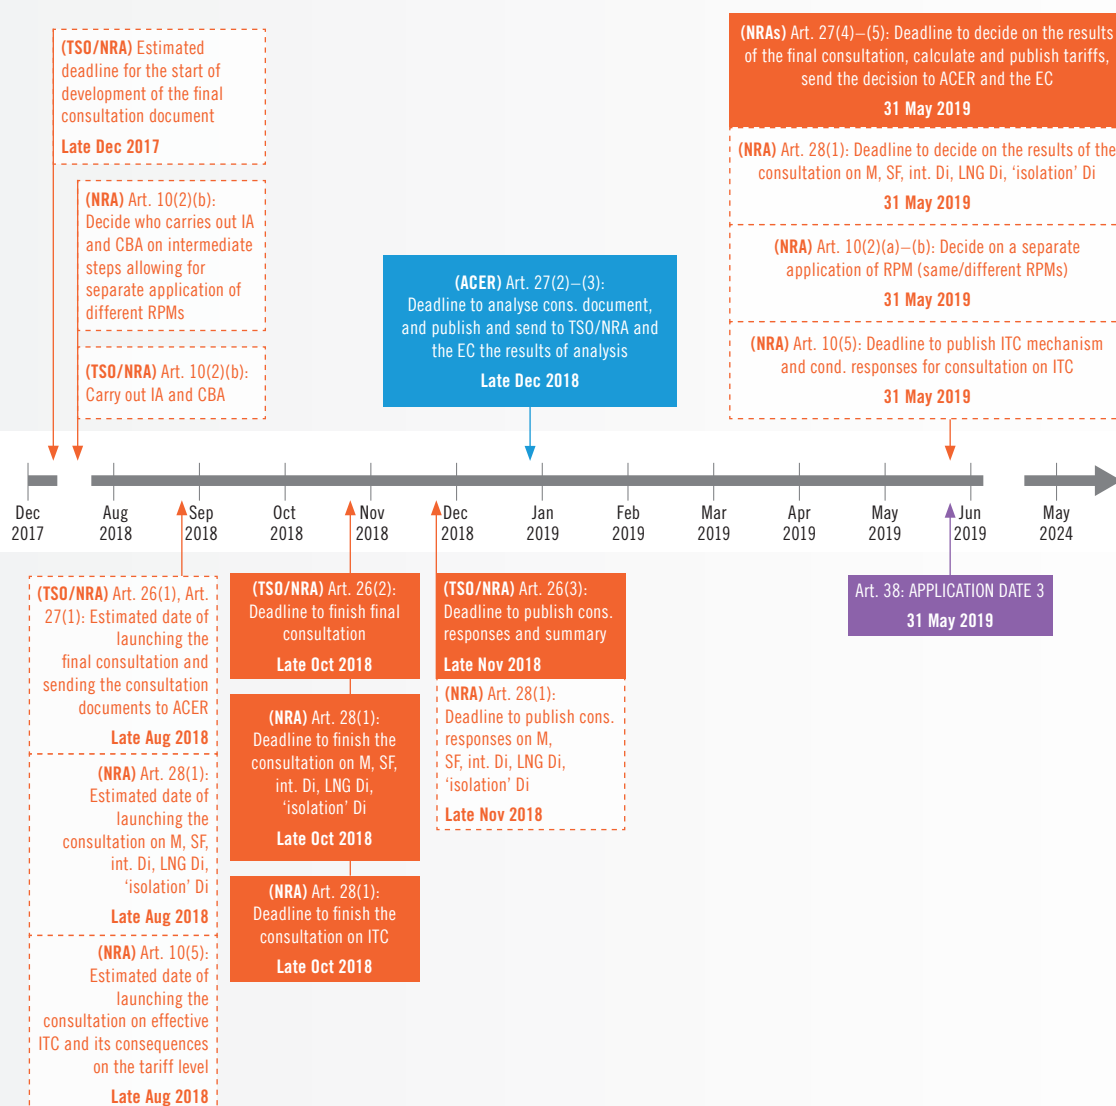 (TSO/NRA) Estimated
deadline for the start of
development of the final
consultation document
Late Dec 2017
(NRA) Art. 10(2)(b):
Decide who carries out IA
and CBA on intermediate
steps allowing for
separate application of
different RPMs
(TSO/NRA) Art. 10(2)(b):
Carry out IA and CBA
(ACER) Art. 27(2)–(3):
Deadline to analyse cons. document,
and publish and send to TSO/NRA and
the EC the results of analysis
Late Dec 2018
(NRAs) Art. 27(4)–(5): Deadline to decide on the results
of the final consultation, calculate and publish tariffs,
send the decision to ACER and the EC
31 May 2019
(NRA) Art. 28(1): Deadline to decide on the results of the
consultation on M, SF, int. Di, LNG Di, ‘isolation’ Di
31 May 2019
(NRA) Art. 10(2)(a)–(b): Decide on a separate
application of RPM (same/different RPMs)
31 May 2019
(NRA) Art. 10(5): Deadline to publish ITC mechanism
and cond. responses for consultation on ITC
31 May 2019
Dec
2017
Aug
2018
Sep
2018
Oct
2018
Nov
2018
Dec
2018
Jan
2019
Feb
2019
Mar
2019
Apr
2019
May
2019
Jun
2019
May
2024
(TSO/NRA) Art. 26(1), Art.
27(1): Estimated date of
launching the
final consultation and
sending the consultation
documents to ACER
Late Aug 2018
(NRA) Art. 28(1):
Estimated date of
launching the
consultation on M, SF,
int. Di, LNG Di,
‘isolation’ Di
Late Aug 2018
(NRA) Art. 10(5):
Estimated date of
launching the
consultation on effective
ITC and its consequences
on the tariff level
Late Aug 2018
(TSO/NRA) Art. 26(2):
Deadline to finish final
consultation
Late Oct 2018
(NRA) Art. 28(1):
Deadline to finish the
consultation on M, SF,
int. Di, LNG Di,
‘isolation’ Di
Late Oct 2018
(NRA) Art. 28(1):
Deadline to finish the
consultation on ITC
Late Oct 2018
(TSO/NRA) Art. 26(3):
Deadline to publish cons.
responses and summary
Late Nov 2018
(NRA) Art. 28(1):
Deadline to publish cons.
responses on M,
SF, int. Di, LNG Di,
‘isolation’ Di
Late Nov 2018
Art. 38: APPLICATION DATE 3
31 May 2019